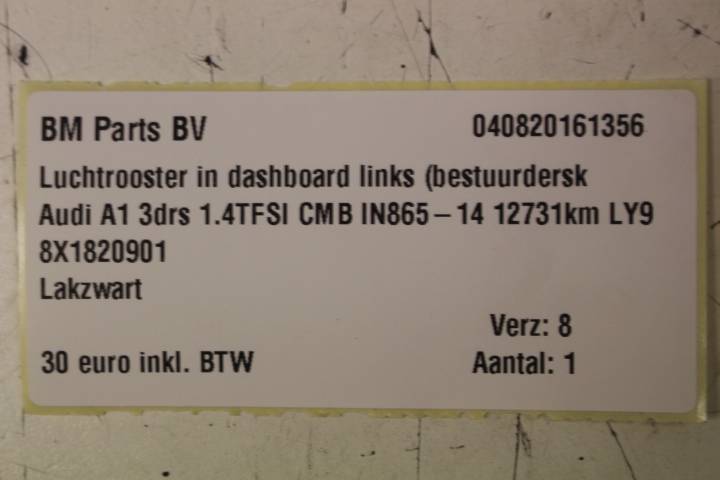 BM Parts BV 040820161356
Luchtrooster in dashboard links (bestuurdersk
Audi A1 3drs 1.4TFSI CMB IN865-14 12731km LY9
8X1820901
Lakzwart
Verz: 8
30 euro inkl. BTW Aantal: 1